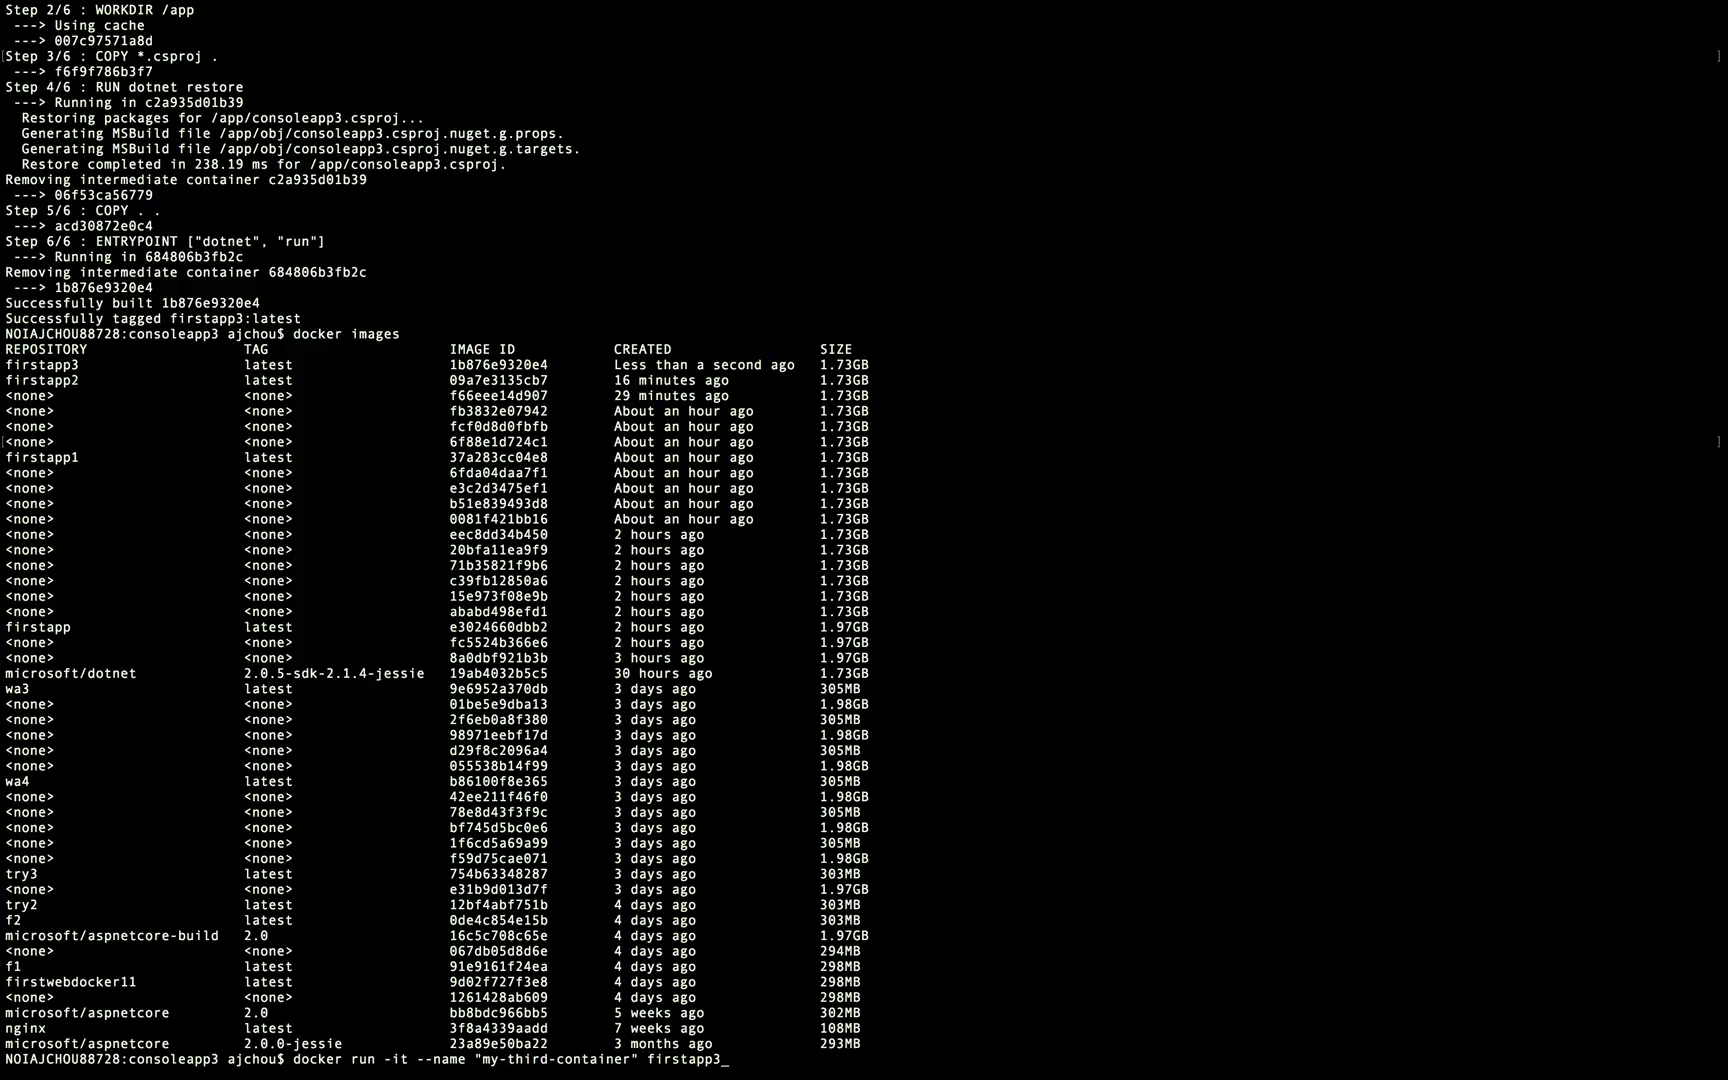 Step 2/6 : WORKDIR /app
 ---> Using cache
 ---> 007c97571a8d
Step 3/6 : COPY *.csproj .
 ---> f6f9f786b3f7
Step 4/6 : RUN dotnet restore
 ---> Running in c2a935d01b39
  Restoring packages for /app/consoleapp3.csproj...
  Generating MSBuild file /app/obj/consoleapp3.csproj.nuget.g.props.
  Generating MSBuild file /app/obj/consoleapp3.csproj.nuget.g.targets.
  Restore completed in 238.19 ms for /app/consoleapp3.csproj.
Removing intermediate container c2a935d01b39
 ---> 06f53ca56779
Step 5/6 : COPY . .
 ---> acd30872e0c4
Step 6/6 : ENTRYPOINT ["dotnet", "run"]
 ---> Running in 684806b3fb2c
Removing intermediate container 684806b3fb2c
 ---> 1b876e9320e4
Successfully built 1b876e9320e4
Successfully tagged firstapp3:latest
NOIAJCHOU88728:consoleapp3 ajchou$ docker images
REPOSITORY TAG IMAGE ID CREATED SIZE
firstapp3 latest 1b876e9320e4 Less than a second ago 1.73GB
firstapp2 latest 09a7e3135cb7 16 minutes ago 1.73GB
<none> <none> f66eee14d907 29 minutes ago 1.73GB
<none> <none> fb3832e07942 About an hour ago 1.73GB
<none> <none> fcf0d8d0fbfb About an hour ago 1.73GB
<none> <none> 6f88e1d724c1 About an hour ago 1.73GB
firstapp1 latest 37a283cc04e8 About an hour ago 1.73GB
<none> <none> 6fda04daa7f1 About an hour ago 1.73GB
<none> <none> e3c2d3475ef1 About an hour ago 1.73GB
<none> <none> b51e839493d8 About an hour ago 1.73GB
<none> <none> 0081f421bb16 About an hour ago 1.73GB
<none> <none> eec8dd34b450 2 hours ago 1.73GB
<none> <none> 20bfa11ea9f9 2 hours ago 1.73GB
<none> <none> 71b35821f9b6 2 hours ago 1.73GB
<none> <none> c39fb12850a6 2 hours ago 1.73GB
<none> <none> 15e973f08e9b 2 hours ago 1.73GB
<none> <none> ababd498efd1 2 hours ago 1.73GB
firstapp latest e3024660dbb2 2 hours ago 1.97GB
<none> <none> fc5524b366e6 2 hours ago 1.97GB
<none> <none> 8a0dbf921b3b 3 hours ago 1.97GB
microsoft/dotnet 2.0.5-sdk-2.1.4-jessie 19ab4032b5c5 30 hours ago 1.73GB
wa3 latest 9e6952a370db 3 days ago 305MB
<none> <none> 01be5e9dba13 3 days ago 1.98GB
<none> <none> 2f6eb0a8f380 3 days ago 305MB
<none> <none> 98971eebf17d 3 days ago 1.98GB
<none> <none> d29f8c2096a4 3 days ago 305MB
<none> <none> 055538b14f99 3 days ago 1.98GB
wa4 latest b86100f8e365 3 days ago 305MB
<none> <none> 42ee211f46f0 3 days ago 1.98GB
<none> <none> 78e8d43f3f9c 3 days ago 305MB
<none> <none> bf745d5bc0e6 3 days ago 1.98GB
<none> <none> 1f6cd5a69a99 3 days ago 305MB
<none> <none> f59d75cae071 3 days ago 1.98GB
try3 latest 754b63348287 3 days ago 303MB
<none> <none> e31b9d013d7f 3 days ago 1.97GB
try2 latest 12bf4abf751b 4 days ago 303MB
f2 latest 0de4c854e15b 4 days ago 303MB
microsoft/aspnetcore-build 2.0 16c5c708c65e 4 days ago 1.97GB
<none> <none> 067db05d8d6e 4 days ago 294MB
f1 latest 91e9161f24ea 4 days ago 298MB
firstwebdocker11 latest 9d02f727f3e8 4 days ago 298MB
<none> <none> 1261428ab609 4 days ago 298MB
microsoft/aspnetcore 2.0 bb8bdc966bb5 5 weeks ago 302MB
nginx latest 3f8a4339aadd 7 weeks ago 108MB
microsoft/aspnetcore 2.0.0-jessie 23a89e50ba22 3 months ago 293MB
NOIAJCHOU88728:consoleapp3 ajchou$ docker run -it --name "my-third-container" firstapp3_